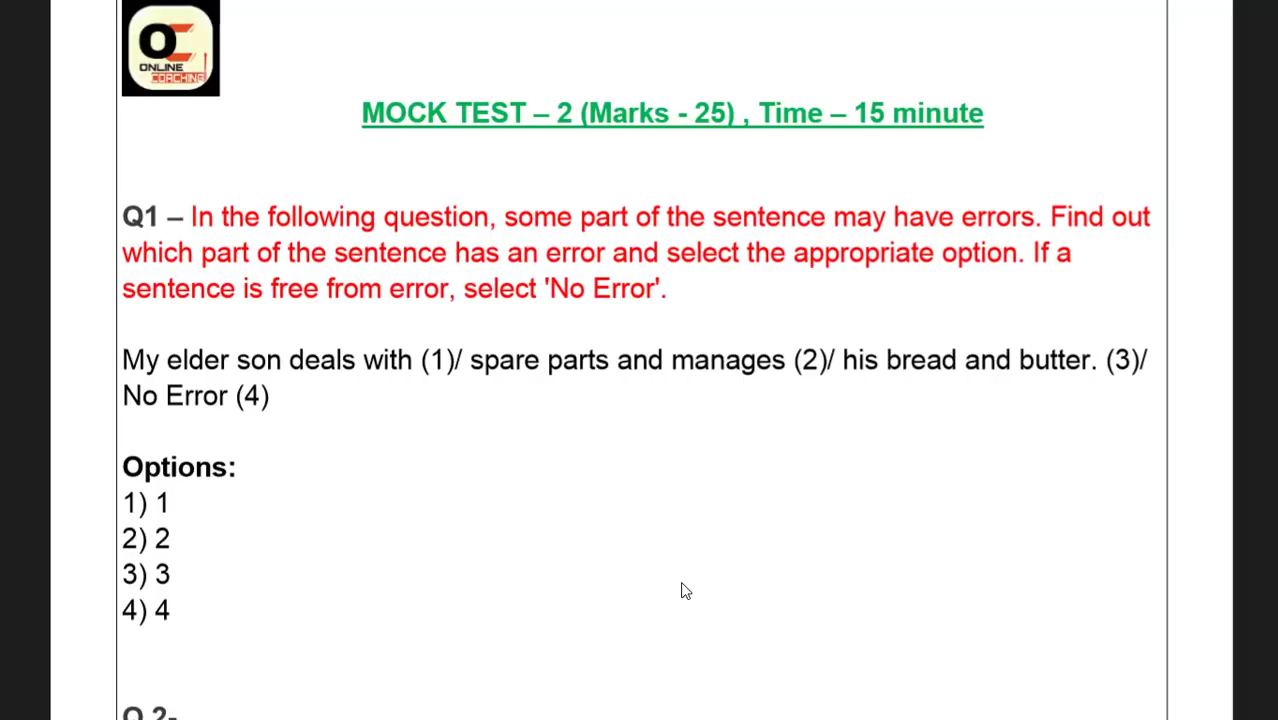 OC
ONLINE
COACHING
MOCK TEST – 2 (Marks - 25) , Time – 15 minute
Q1 – In the following question, some part of the sentence may have errors. Find out
which part of the sentence has an error and select the appropriate option. If a
sentence is free from error, select 'No Error'.
My elder son deals with (1)/ spare parts and manages (2)/ his bread and butter. (3)/
No Error (4)
Options:
1) 1
2) 2
3) 3
4) 4
Q 2-